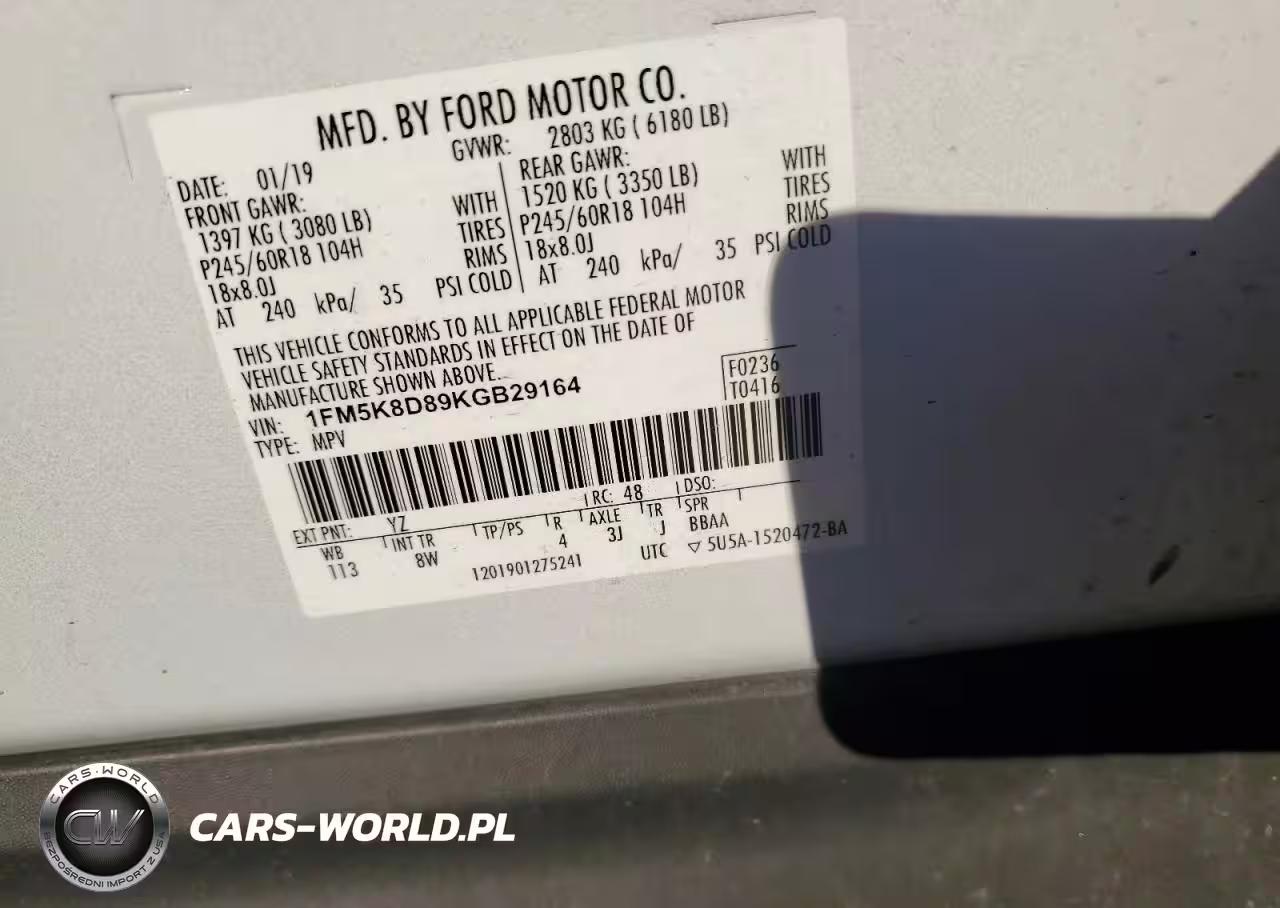 MFD. BY FORD MOTOR CO.
DATE: 01/19
GVWR: 2803 KG ( 6180 LB)
FRONT GAWR:
1397 KG ( 3080 LB) WITH
P245/60R18 104H TIRES
18x8.0J RIMS
AT 240 kPa/ 35 PSI COLD
REAR GAWR:
1520 KG ( 3350 LB) WITH
P245/60R18 104H TIRES
18x8.0J RIMS
AT 240 kPa/ 35 PSI COLD
THIS VEHICLE CONFORMS TO ALL APPLICABLE FEDERAL MOTOR
VEHICLE SAFETY STANDARDS IN EFFECT ON THE DATE OF
MANUFACTURE SHOWN ABOVE.
VIN: 1FM5K8D89KGB29164
TYPE: MPV
F0236
T0416
EXT PNT: YZ RC: 48 DSO:
WB INT TR TP/PS R AXLE TR SPR
113 8W 4 3J J BBAA
1201901275241 UTC ▽ 5U5A-1520472-BA
CARS-WORLD
CW
BEZPOŚREDNI IMPORT Z USA
CARS-WORLD.PL